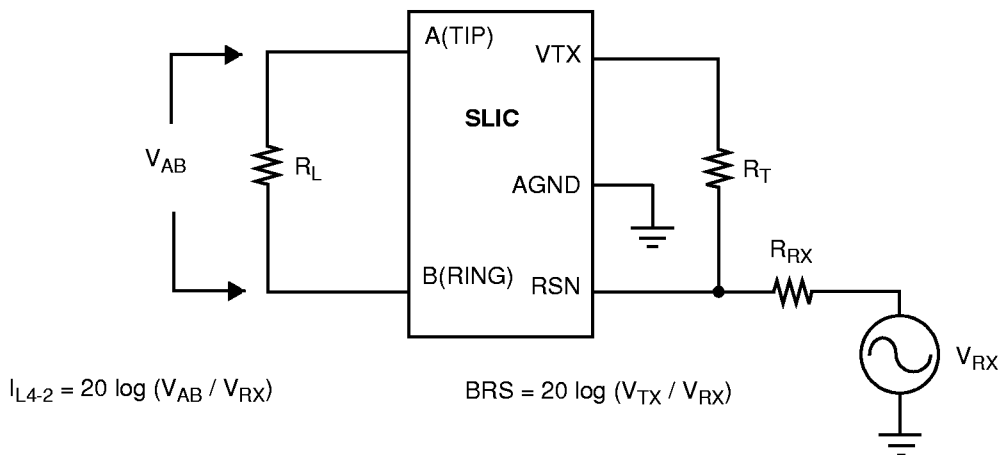 A(TIP)
VTX
SLIC
V_AB
R_L
AGND
R_T
R_RX
B(RING)
RSN
V_RX
I_L4-2 = 20 log (V_AB / V_RX)
BRS = 20 log (V_TX / V_RX)